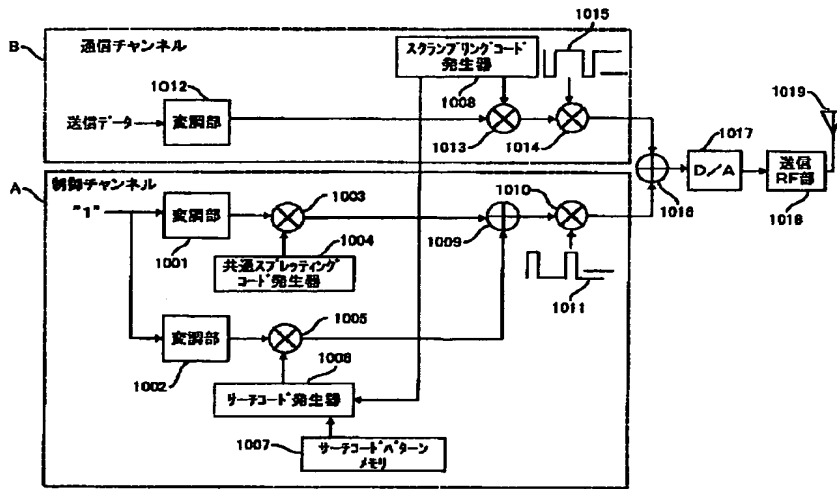 B
通信チャンネル
スクランブリングコード
発生器
1008
1015
1012
送信データ
変調部
1013
1014
1019
1017
D/A
送信
RF部
1018
1016
A
制御チャンネル
"1"
変調部
1001
1003
1004
共通スプレッティング
コード発生器
1009
1010
1011
変調部
1002
1005
1006
サーチコード発生器
1007
サーチコードパターン
メモリ